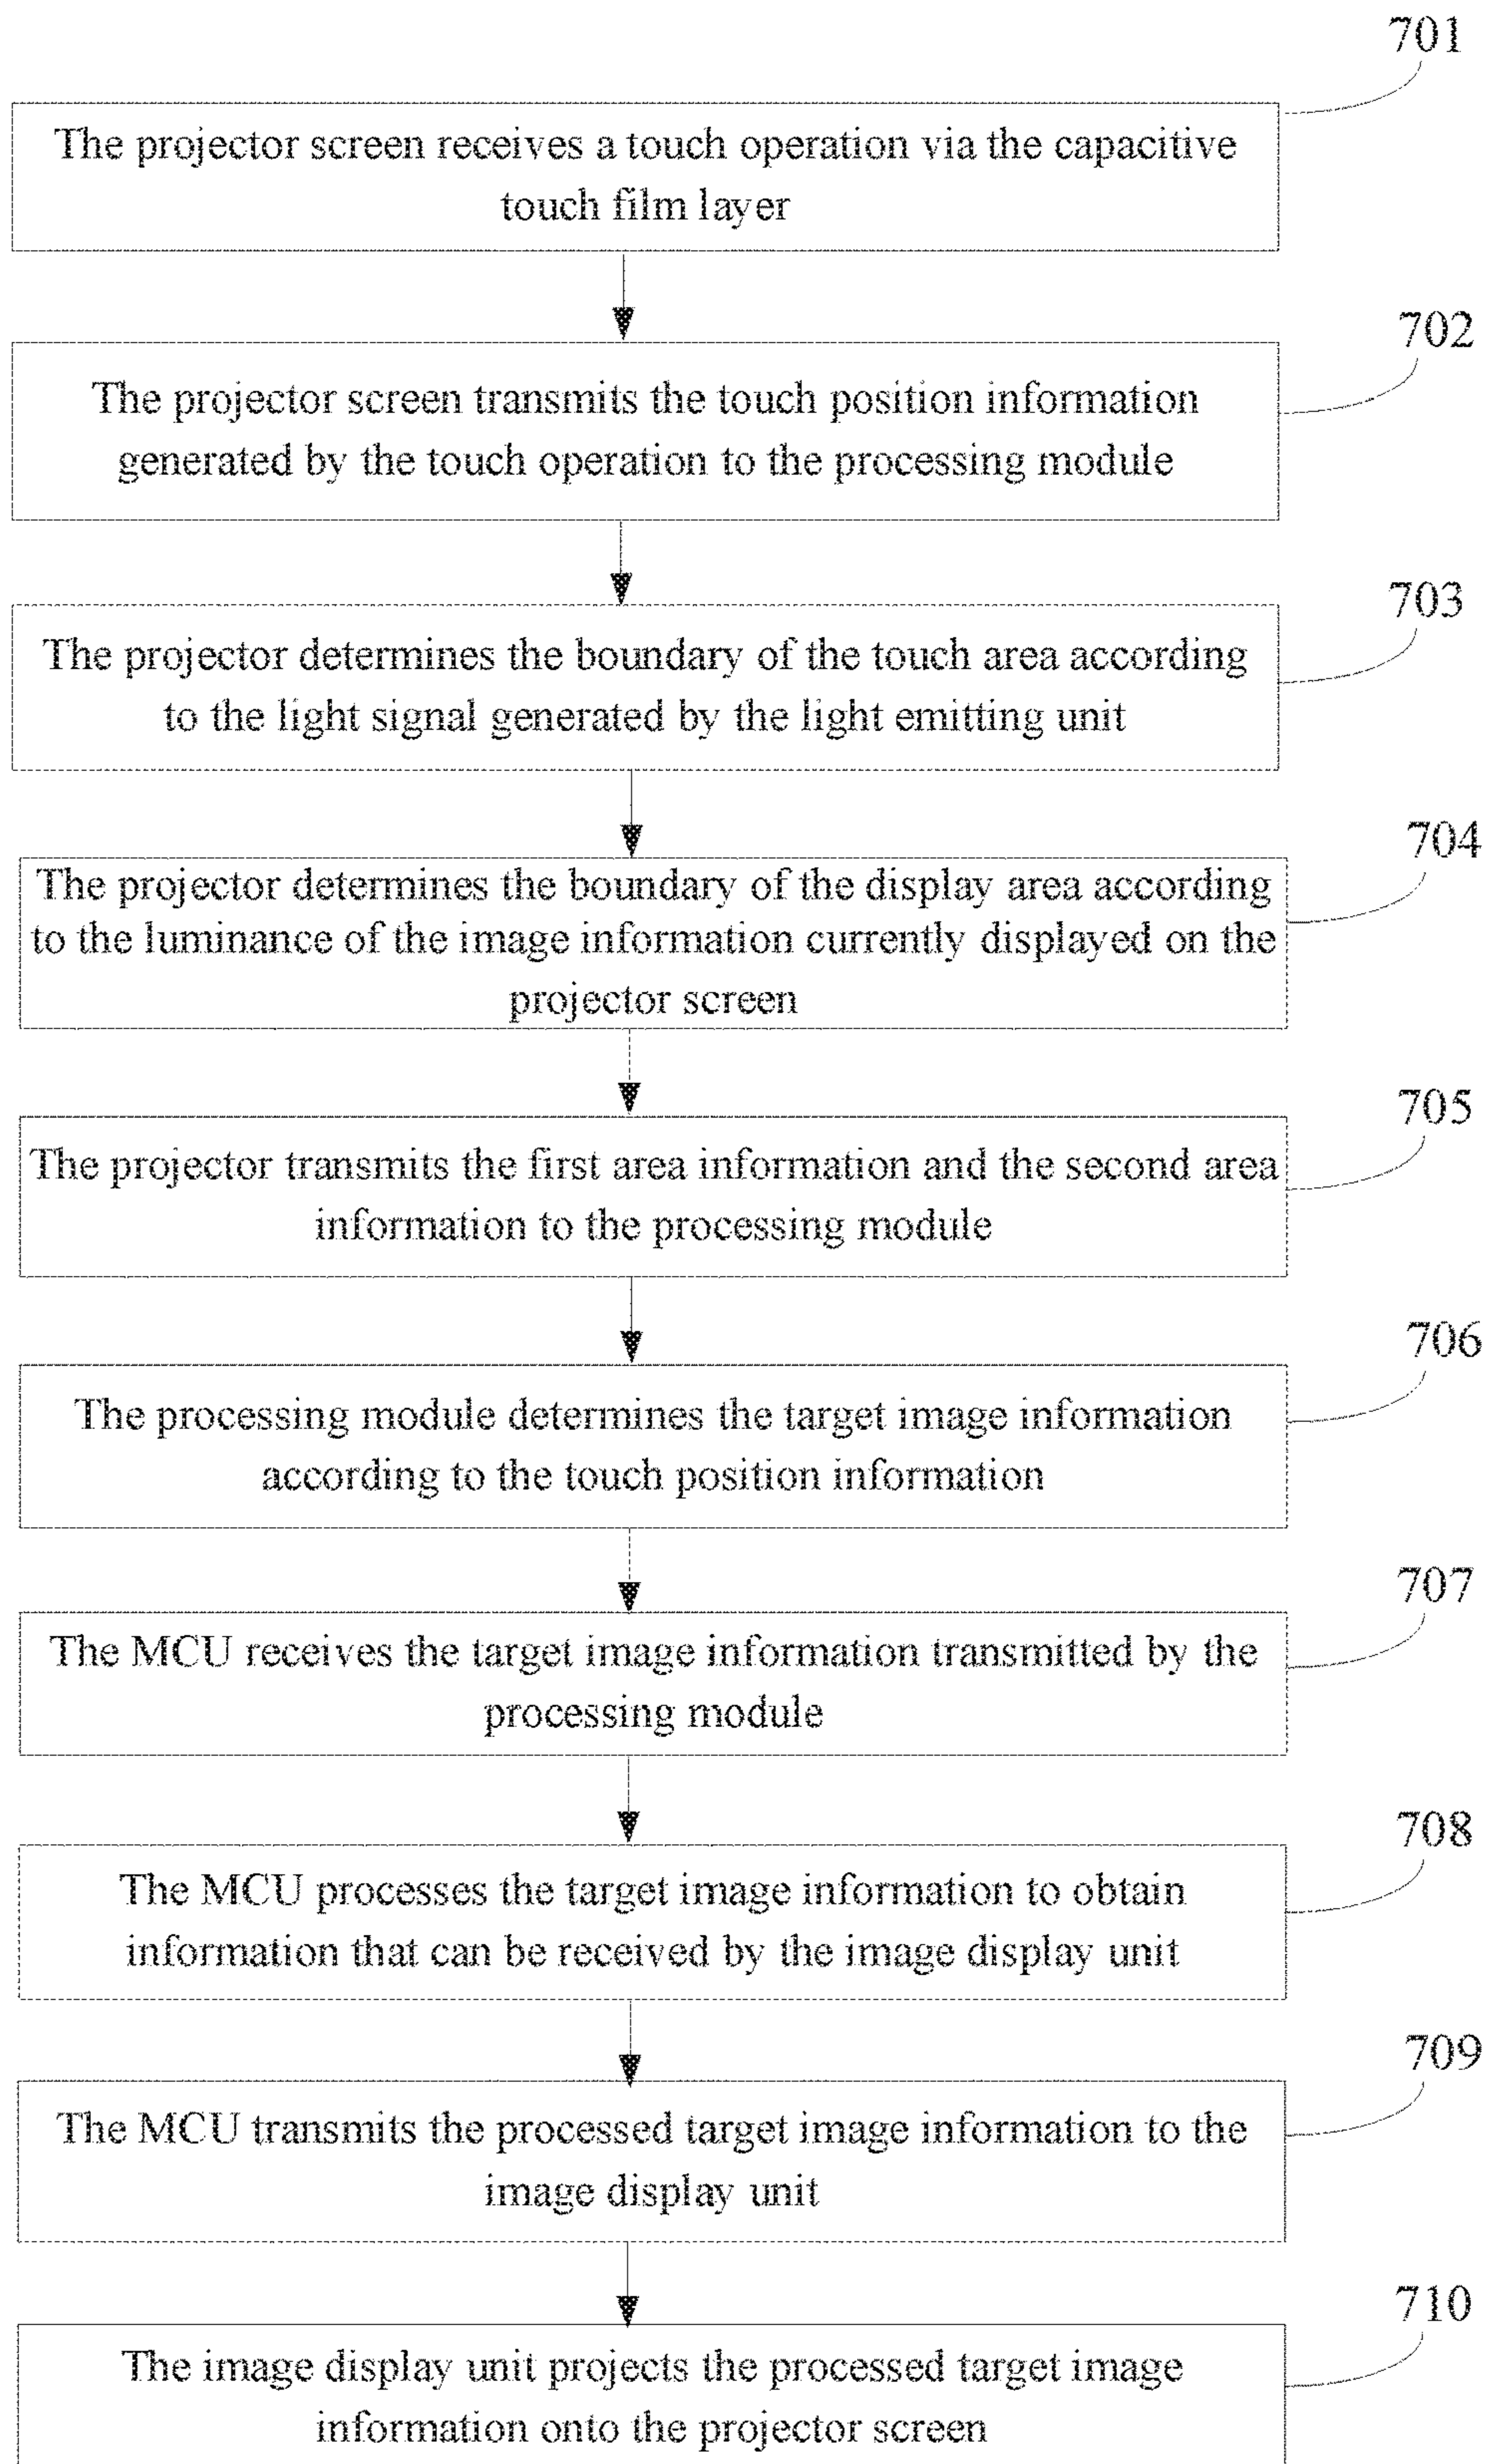 701
The projector screen receives a touch operation via the capacitive
touch film layer
702
The projector screen transmits the touch position information
generated by the touch operation to the processing module
703
The projector determines the boundary of the touch area according
to the light signal generated by the light emitting unit
704
The projector determines the boundary of the display area according
to the luminance of the image information currently displayed on the
projector screen
705
The projector transmits the first area information and the second area
information to the processing module
706
The processing module determines the target image information
according to the touch position information
707
The MCU receives the target image information transmitted by the
processing module
708
The MCU processes the target image information to obtain
information that can be received by the image display unit
709
The MCU transmits the processed target image information to the
image display unit
710
The image display unit projects the processed target image
information onto the projector screen